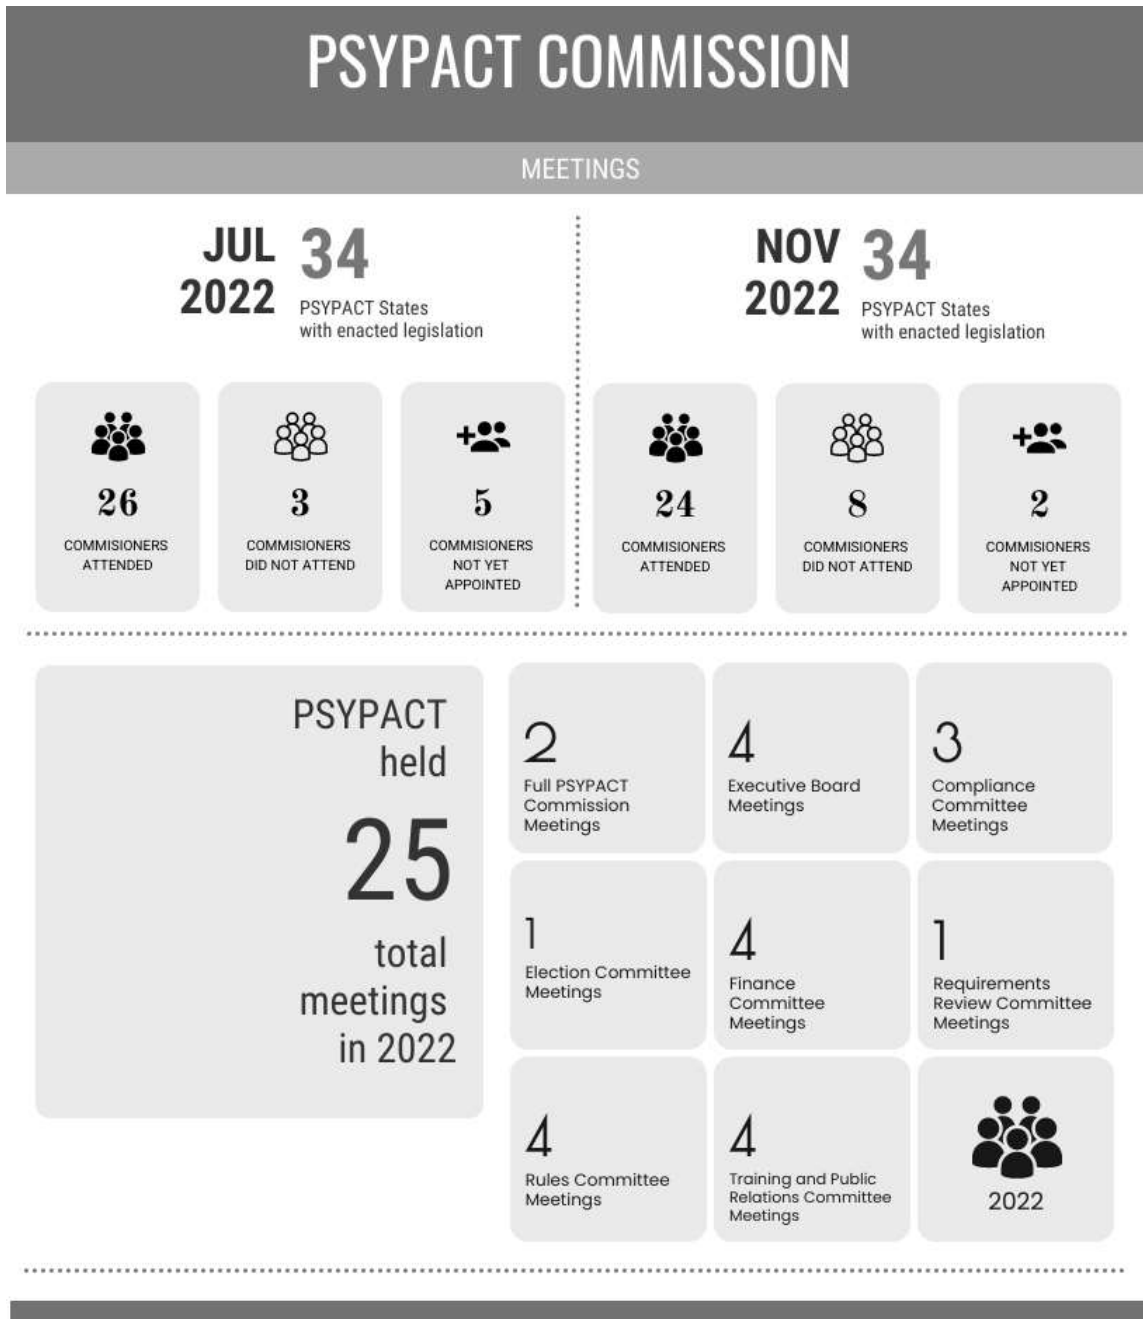 PSYPACT COMMISSION
MEETINGS
JUL
2022
34
PSYPACT States
with enacted legislation
26
COMMISIONERS
ATTENDED
3
COMMISIONERS
DID NOT ATTEND
5
COMMISIONERS
NOT YET
APPOINTED
NOV
2022
34
PSYPACT States
with enacted legislation
24
COMMISIONERS
ATTENDED
8
COMMISIONERS
DID NOT ATTEND
2
COMMISIONERS
NOT YET
APPOINTED
PSYPACT
held
25
total
meetings
in 2022
2
Full PSYPACT
Commission
Meetings
4
Executive Board
Meetings
3
Compliance
Committee
Meetings
1
Election Committee
Meetings
4
Finance
Committee
Meetings
1
Requirements
Review Committee
Meetings
4
Rules Committee
Meetings
4
Training and Public
Relations Committee
Meetings
2022